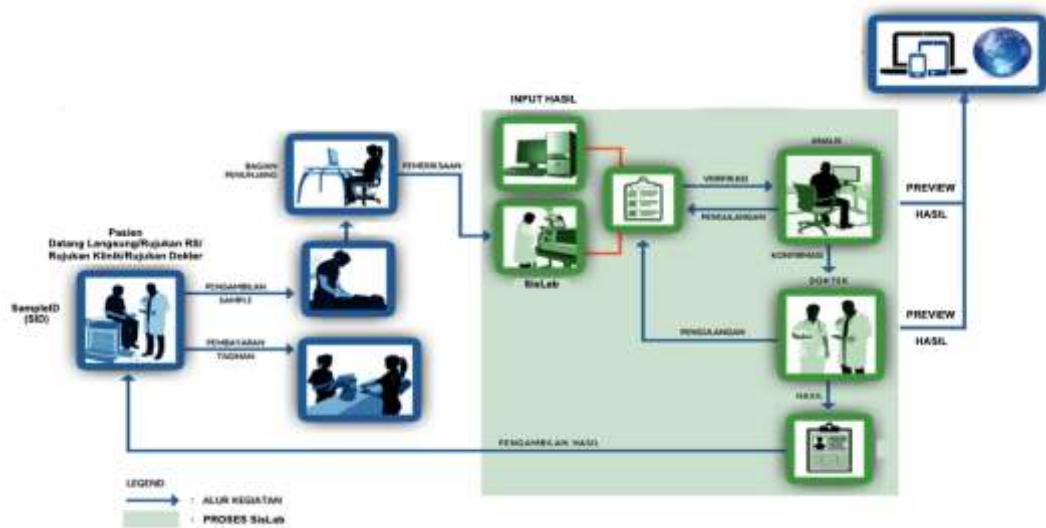 INPUT HASIL
ANALIS
BAGIAN
PENUNJANG
PEMERIKSAAN
VERIFIKASI
PENGULANGAN
PREVIEW
HASIL
KONFIRMASI
DOKTER
SisLab
Pasien
Datang Langsung/Rujukan RS/
Rujukan Klinik/Rujukan Dokter
SampleID
(SID)
PENGAMBILAN
SAMPLE
PEMBAYARAN
TAGIHAN
PENGULANGAN
PREVIEW
HASIL
HASIL
PENGAMBILAN HASIL
LEGEND
: ALUR KEGIATAN
: PROSES SisLab